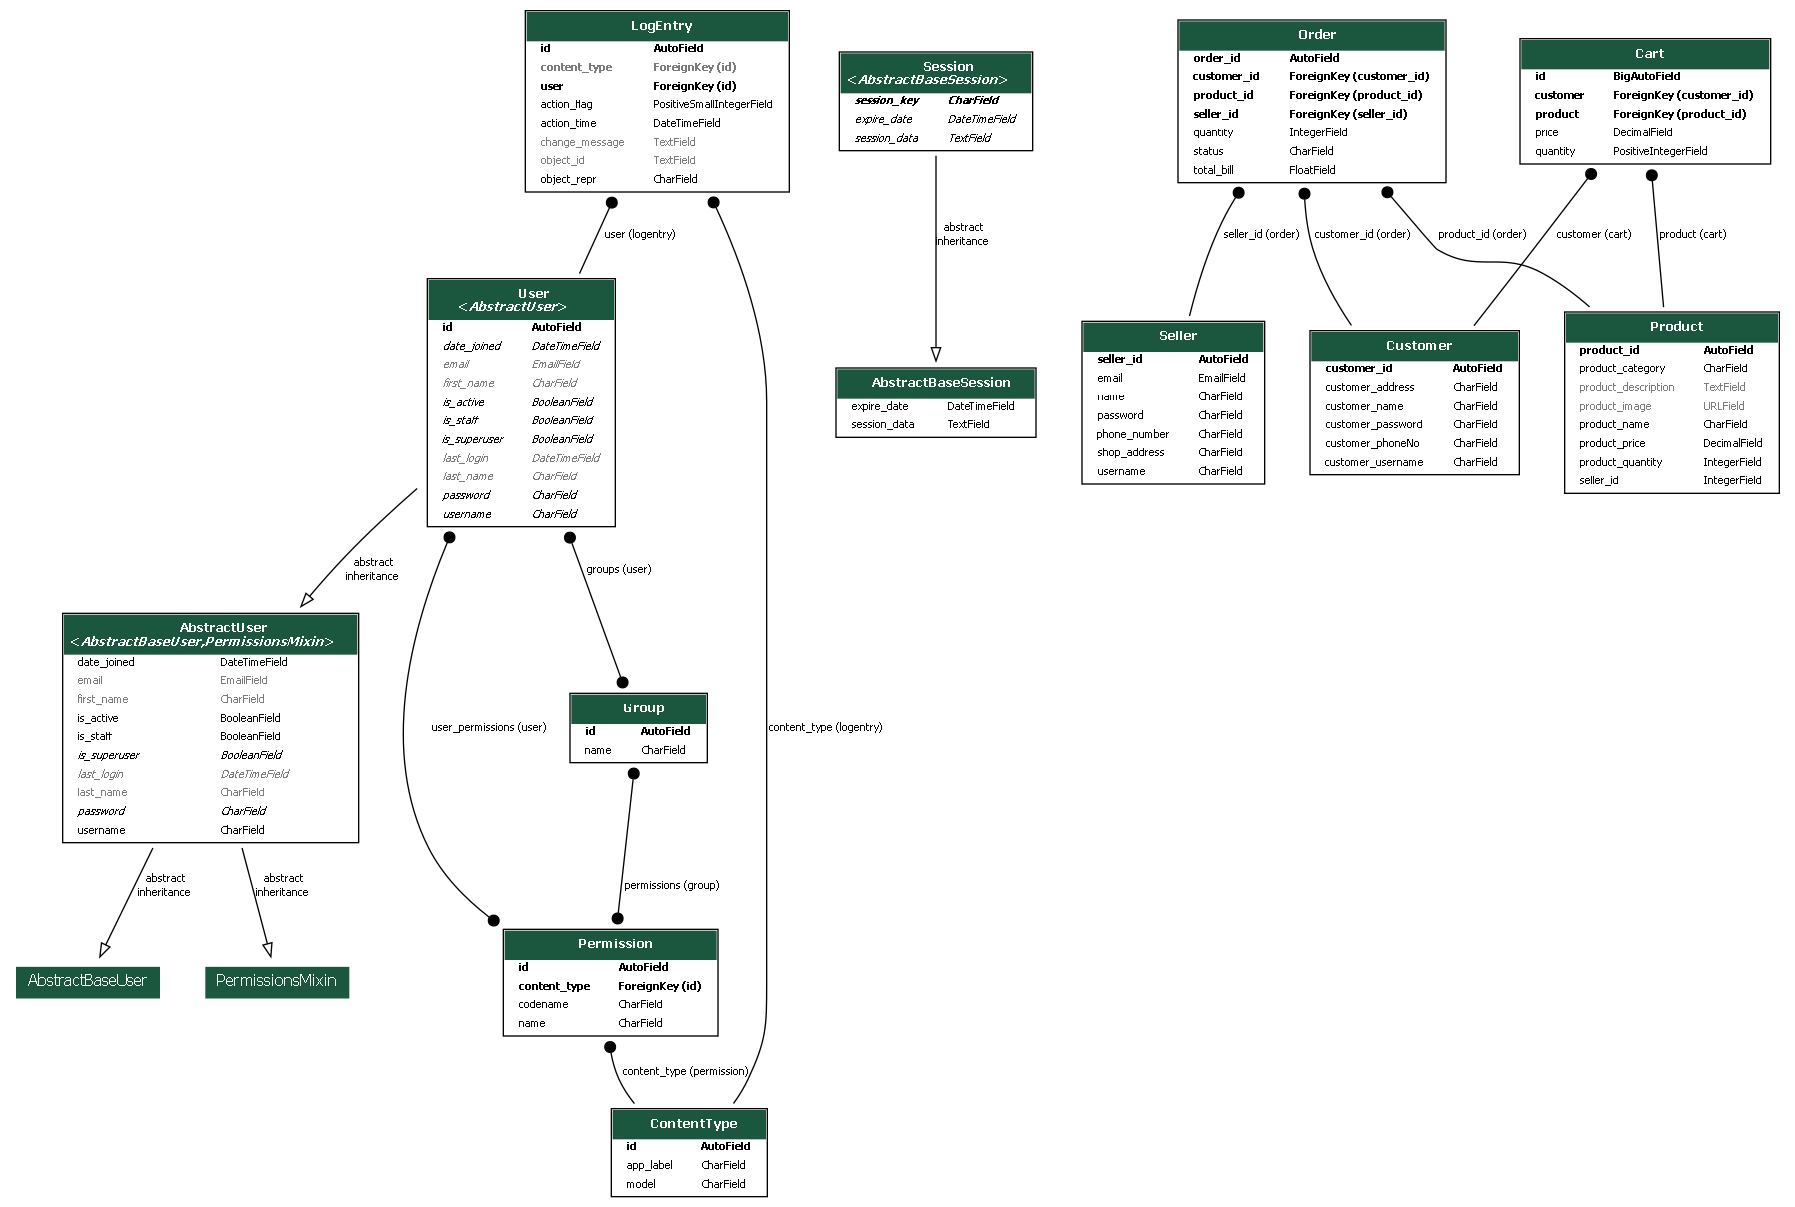 LogEntry
id AutoField
content_type ForeignKey (id)
user ForeignKey (id)
action_flag PositiveSmallIntegerField
action_time DateTimeField
change_message TextField
object_id TextField
object_repr CharField
Session
<AbstractBaseSession>
session_key CharField
expire_date DateTimeField
session_data TextField
Order
order_id AutoField
customer_id ForeignKey (customer_id)
product_id ForeignKey (product_id)
seller_id ForeignKey (seller_id)
quantity IntegerField
status CharField
total_bill FloatField
Cart
id BigAutoField
customer ForeignKey (customer_id)
product ForeignKey (product_id)
price DecimalField
quantity PositiveIntegerField
user (logentry)
abstract
inheritance
seller_id (order)
customer_id (order)
product_id (order)
customer (cart)
product (cart)
User
<AbstractUser>
id AutoField
date_joined DateTimeField
email EmailField
first_name CharField
is_active BooleanField
is_staff BooleanField
is_superuser BooleanField
last_login DateTimeField
last_name CharField
password CharField
username CharField
AbstractBaseSession
expire_date DateTimeField
session_data TextField
Seller
seller_id AutoField
email EmailField
name CharField
password CharField
phone_number CharField
shop_address CharField
username CharField
Customer
customer_id AutoField
customer_address CharField
customer_name CharField
customer_password CharField
customer_phoneNo CharField
customer_username CharField
Product
product_id AutoField
product_category CharField
product_description TextField
product_image URLField
product_name CharField
product_price DecimalField
product_quantity IntegerField
seller_id IntegerField
abstract
inheritance
groups (user)
AbstractUser
<AbstractBaseUser,PermissionsMixin>
date_joined DateTimeField
email EmailField
first_name CharField
is_active BooleanField
is_staff BooleanField
is_superuser BooleanField
last_login DateTimeField
last_name CharField
password CharField
username CharField
user_permissions (user)
Group
id AutoField
name CharField
content_type (logentry)
abstract
inheritance
abstract
inheritance
permissions (group)
AbstractBaseUser
PermissionsMixin
Permission
id AutoField
content_type ForeignKey (id)
codename CharField
name CharField
content_type (permission)
ContentType
id AutoField
app_label CharField
model CharField